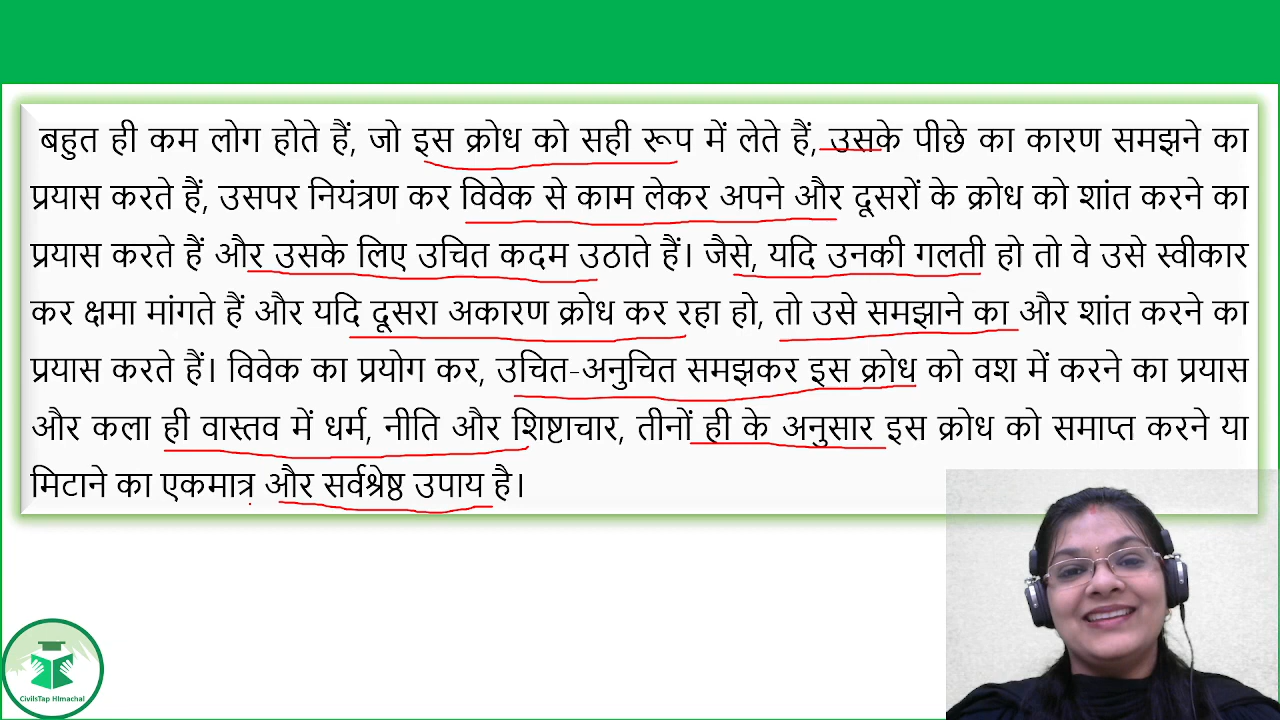 बहुत ही कम लोग होते हैं, जो इस क्रोध को सही रूप में लेते हैं, उसके पीछे का कारण समझने का
प्रयास करते हैं, उसपर नियंत्रण कर विवेक से काम लेकर अपने और दूसरों के क्रोध को शांत करने का
प्रयास करते हैं और उसके लिए उचित कदम उठाते हैं। जैसे, यदि उनकी गलती हो तो वे उसे स्वीकार
कर क्षमा मांगते हैं और यदि दूसरा अकारण क्रोध कर रहा हो, तो उसे समझाने का और शांत करने का
प्रयास करते हैं। विवेक का प्रयोग कर, उचित-अनुचित समझकर इस क्रोध को वश में करने का प्रयास
और कला ही वास्तव में धर्म, नीति और शिष्टाचार, तीनों ही के अनुसार इस क्रोध को समाप्त करने या
मिटाने का एकमात्र और सर्वश्रेष्ठ उपाय है।
CivilsTap HImachal